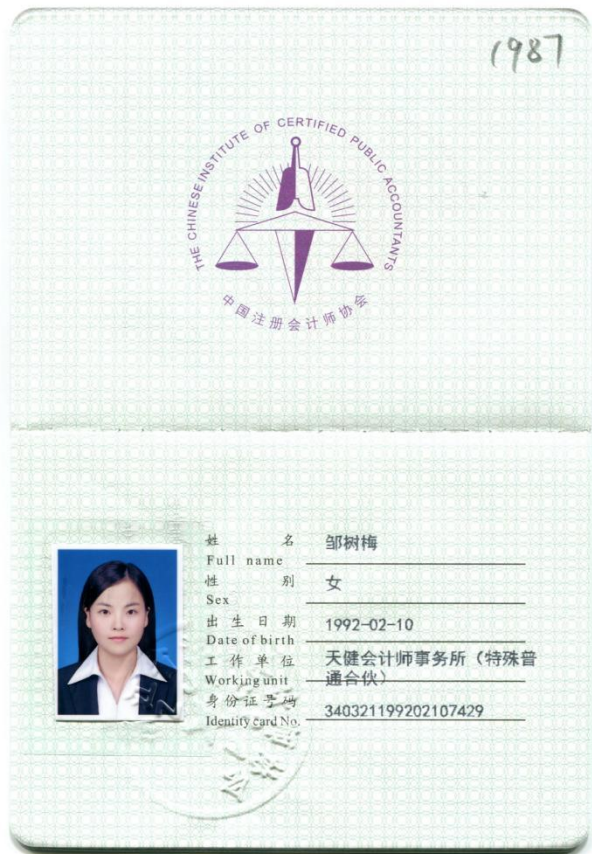 1987
THE CHINESE INSTITUTE OF CERTIFIED PUBLIC ACCOUNTANTS
中国注册会计师协会
姓 名 邹树梅
Full name
性 别 女
Sex
出生日期 1992-02-10
Date of birth
工作单位 天健会计师事务所（特殊普
Working unit 通合伙）
身份证号码 340321199202107429
Identity card No.